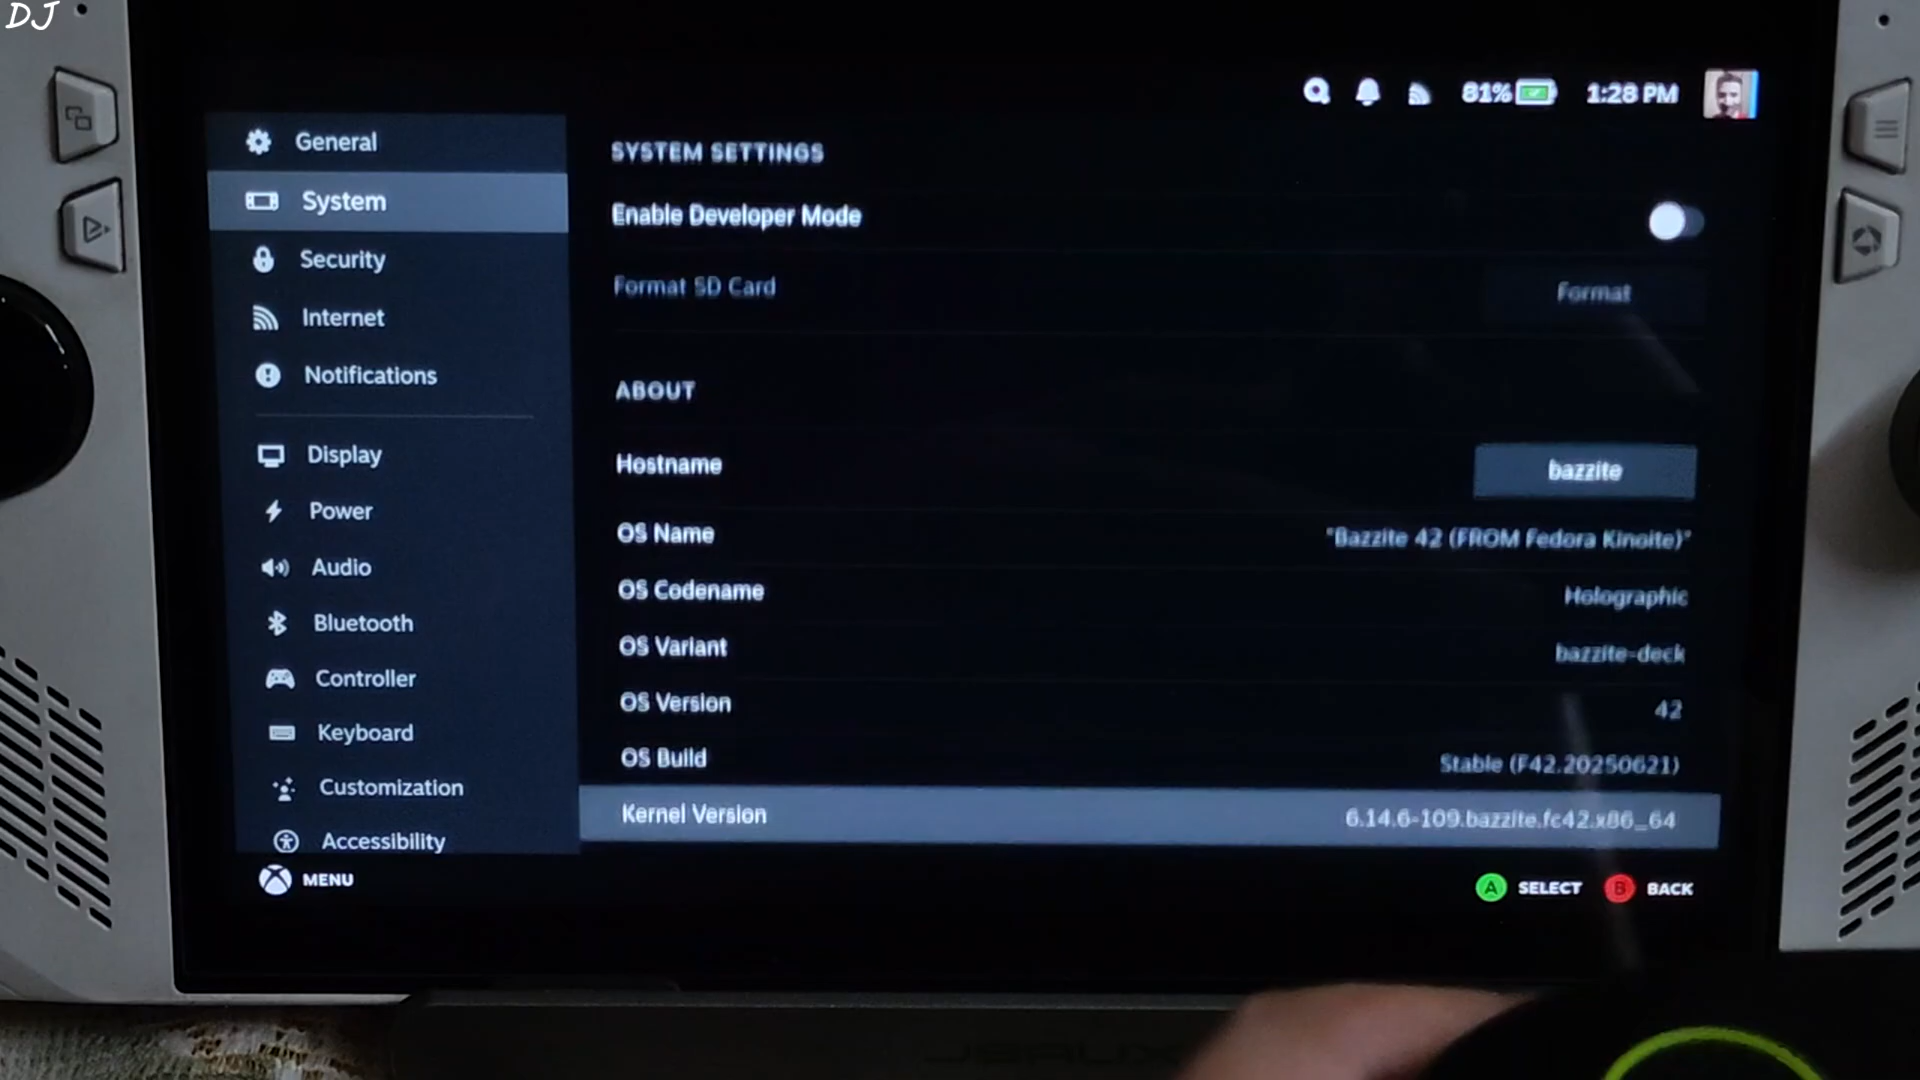 DJ
81% 1:28 PM
General
System
Security
Internet
Notifications
Display
Power
Audio
Bluetooth
Controller
Keyboard
Customization
Accessibility
MENU
SYSTEM SETTINGS
Enable Developer Mode
Format SD Card Format
ABOUT
Hostname bazzite
OS Name "Bazzite 42 (FROM Fedora Kinoite)"
OS Codename Holographic
OS Variant bazzite-deck
OS Version 42
OS Build Stable (F42.20250621)
Kernel Version 6.14.6-109.bazzite.fc42.x86_64
A SELECT B BACK
JSAUX